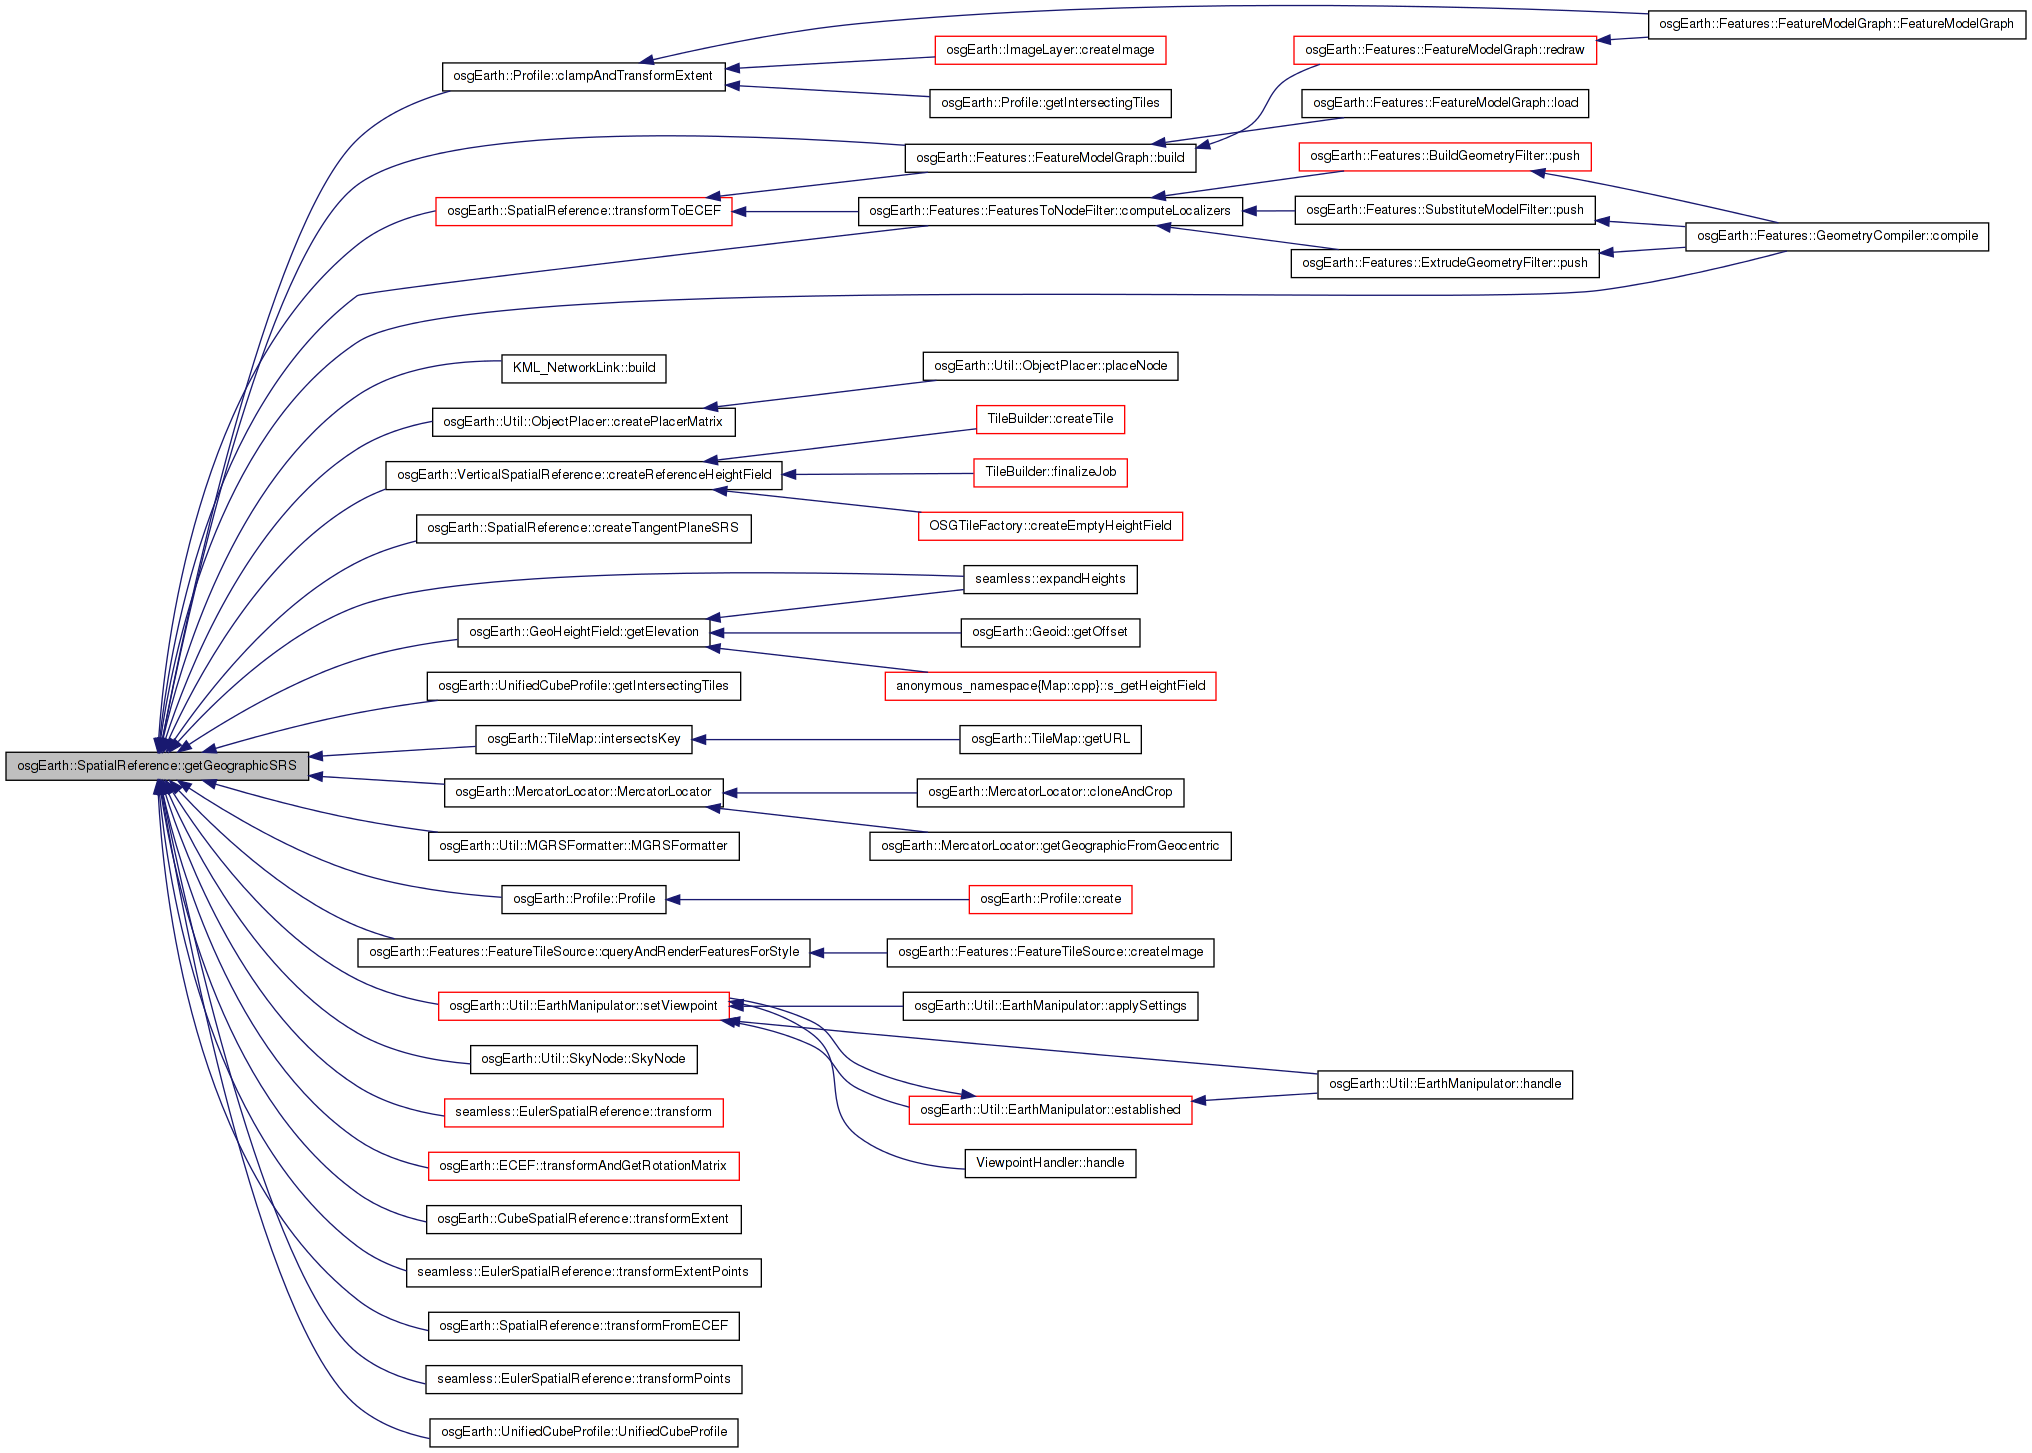 osgEarth::Features::FeatureModelGraph::FeatureModelGraph
osgEarth::ImageLayer::createImage
osgEarth::Features::FeatureModelGraph::redraw
osgEarth::Profile::clampAndTransformExtent
osgEarth::Profile::getIntersectingTiles
osgEarth::Features::FeatureModelGraph::load
osgEarth::Features::FeatureModelGraph::build
osgEarth::Features::BuildGeometryFilter::push
osgEarth::SpatialReference::transformToECEF
osgEarth::Features::FeaturesToNodeFilter::computeLocalizers
osgEarth::Features::SubstituteModelFilter::push
osgEarth::Features::GeometryCompiler::compile
osgEarth::Features::ExtrudeGeometryFilter::push
KML_NetworkLink::build
osgEarth::Util::ObjectPlacer::placeNode
osgEarth::Util::ObjectPlacer::createPlacerMatrix
TileBuilder::createTile
osgEarth::VerticalSpatialReference::createReferenceHeightField
TileBuilder::finalizeJob
osgEarth::SpatialReference::createTangentPlaneSRS
OSGTileFactory::createEmptyHeightField
seamless::expandHeights
osgEarth::GeoHeightField::getElevation
osgEarth::Geoid::getOffset
osgEarth::UnifiedCubeProfile::getIntersectingTiles
anonymous_namespace{Map::cpp}::s_getHeightField
osgEarth::TileMap::intersectsKey
osgEarth::TileMap::getURL
osgEarth::SpatialReference::getGeographicSRS
osgEarth::MercatorLocator::MercatorLocator
osgEarth::MercatorLocator::cloneAndCrop
osgEarth::Util::MGRSFormatter::MGRSFormatter
osgEarth::MercatorLocator::getGeographicFromGeocentric
osgEarth::Profile::Profile
osgEarth::Profile::create
osgEarth::Features::FeatureTileSource::queryAndRenderFeaturesForStyle
osgEarth::Features::FeatureTileSource::createImage
osgEarth::Util::EarthManipulator::setViewpoint
osgEarth::Util::EarthManipulator::applySettings
osgEarth::Util::SkyNode::SkyNode
osgEarth::Util::EarthManipulator::handle
seamless::EulerSpatialReference::transform
osgEarth::Util::EarthManipulator::established
osgEarth::ECEF::transformAndGetRotationMatrix
ViewpointHandler::handle
osgEarth::CubeSpatialReference::transformExtent
seamless::EulerSpatialReference::transformExtentPoints
osgEarth::SpatialReference::transformFromECEF
seamless::EulerSpatialReference::transformPoints
osgEarth::UnifiedCubeProfile::UnifiedCubeProfile